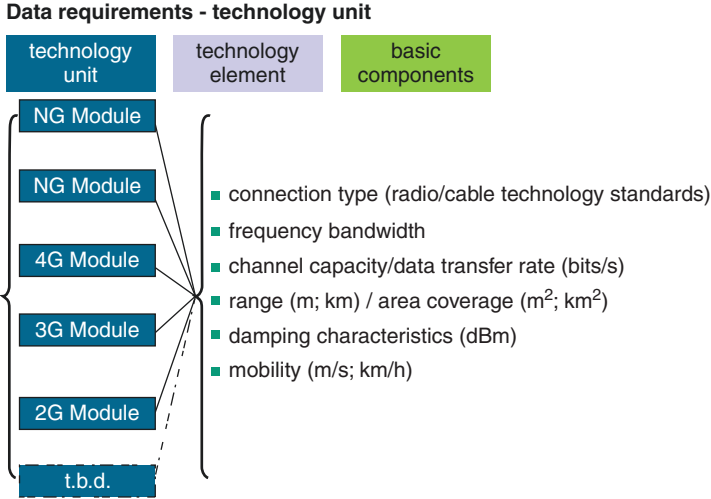 Data requirements - technology unit
technology
unit
technology
element
basic
components
NG Module
NG Module
4G Module
3G Module
2G Module
t.b.d.
connection type (radio/cable technology standards)
frequency bandwidth
channel capacity/data transfer rate (bits/s)
range (m; km) / area coverage (m²; km²)
damping characteristics (dBm)
mobility (m/s; km/h)